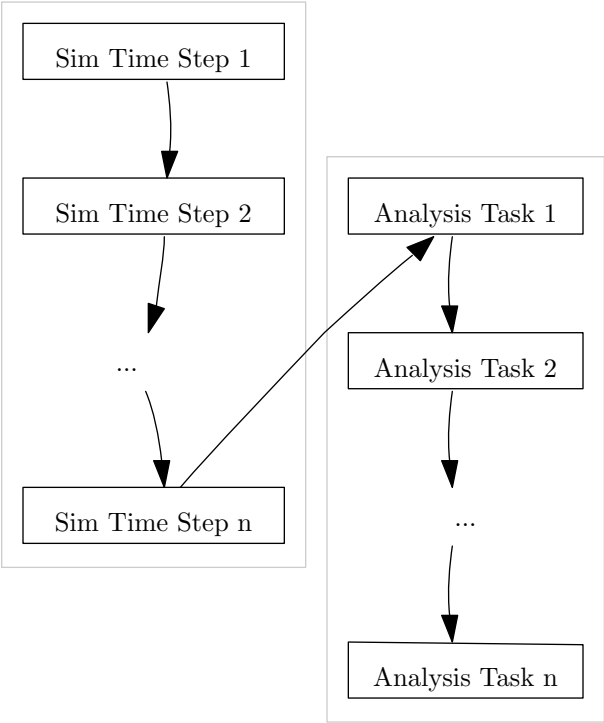 Sim Time Step 1
Sim Time Step 2
...
Sim Time Step n
Analysis Task 1
Analysis Task 2
...
Analysis Task n